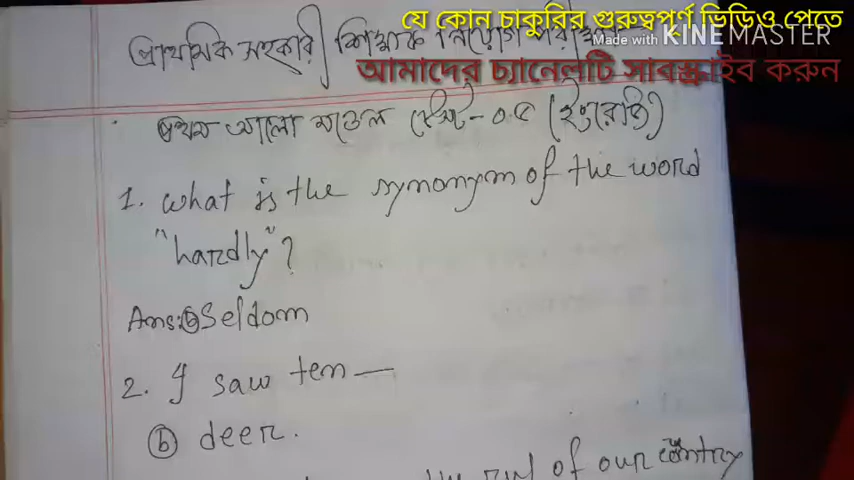 যে কোন চাকুরির গুরুত্বপূর্ণ ভিডিও পেতে
Made with KINEMASTER
আমাদের চ্যানেলটি সাবস্ক্রাইব করুন
প্রাথমিক সহকারী শিক্ষক নিয়োগ
প্রথম আলো মডেল টেস্ট-০৫ (ইংরেজি)
1. what is the synonym of the word
"hardly"?
Ans: ⓑ Seldom
2. I saw ten —
ⓑ deer.
of our country